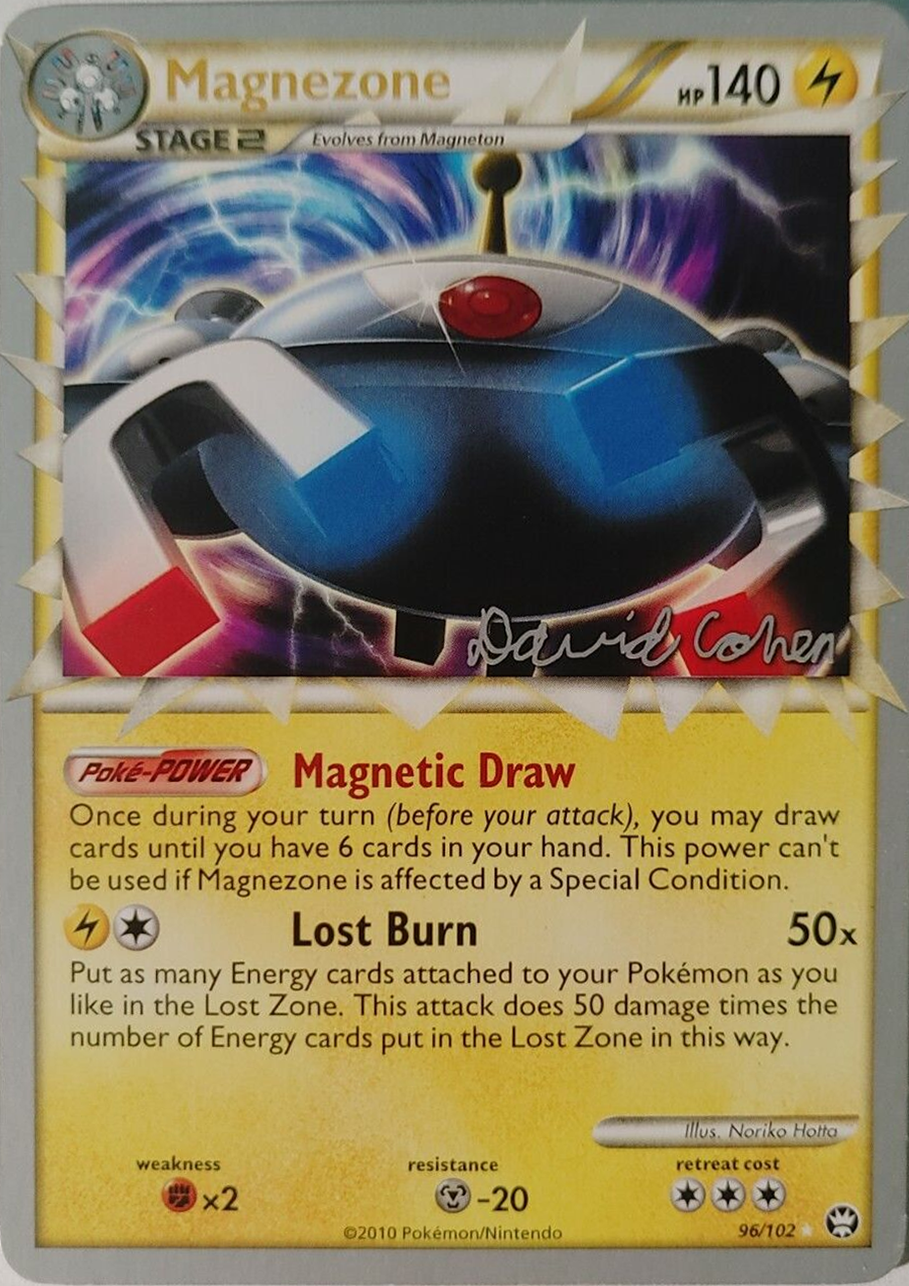 Magnezone
HP 140
STAGE 2
Evolves from Magneton
David Cohen
Poké-POWER
Magnetic Draw
Once during your turn (before your attack), you may draw
cards until you have 6 cards in your hand. This power can't
be used if Magnezone is affected by a Special Condition.
Lost Burn
50x
Put as many Energy cards attached to your Pokémon as you
like in the Lost Zone. This attack does 50 damage times the
number of Energy cards put in the Lost Zone in this way.
Illus. Noriko Hotta
weakness
resistance
retreat cost
x2
-20
©2010 Pokémon/Nintendo
96/102